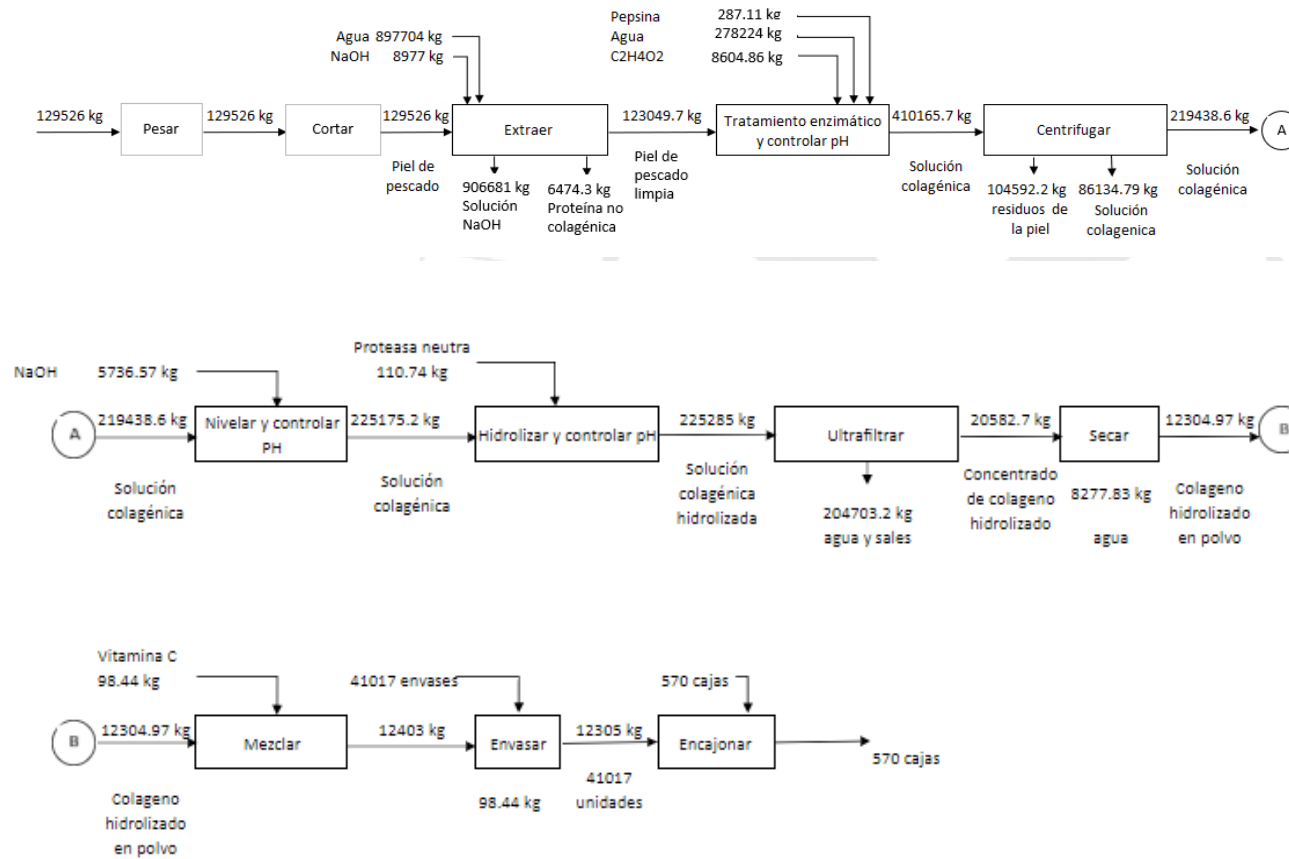 Pepsina 287.11 kg
Agua 897704 kg Agua 278224 kg
NaOH 8977 kg C2H4O2 8604.86 kg
129526 kg 129526 kg 129526 kg 123049.7 kg 410165.7 kg 219438.6 kg
Pesar Cortar Extraer Tratamiento enzimático Centrifugar A
y controlar pH
Piel de
pescado
906681 kg
Solución
NaOH
6474.3 kg
Proteína no
colagénica
Piel de
pescado
limpia
Solución
colagénica
104592.2 kg
residuos de
la piel
86134.79 kg
Solución
colagenica
Solución
colagénica
NaOH 5736.57 kg
Proteasa neutra
110.74 kg
A 219438.6 kg
Nivelar y controlar
PH
225175.2 kg
Hidrolizar y controlar pH
225285 kg
Ultrafiltrar
20582.7 kg
Secar
12304.97 kg
B
Solución
colagénica
Solución
colagénica
Solución
colagénica
hidrolizada
204703.2 kg
agua y sales
Concentrado
de colageno
hidrolizado
8277.83 kg
agua
Colageno
hidrolizado
en polvo
Vitamina C
98.44 kg
41017 envases
570 cajas
B 12304.97 kg
Mezclar
12403 kg
Envasar
12305 kg
Encajonar
570 cajas
Colageno
hidrolizado
en polvo
98.44 kg
41017
unidades